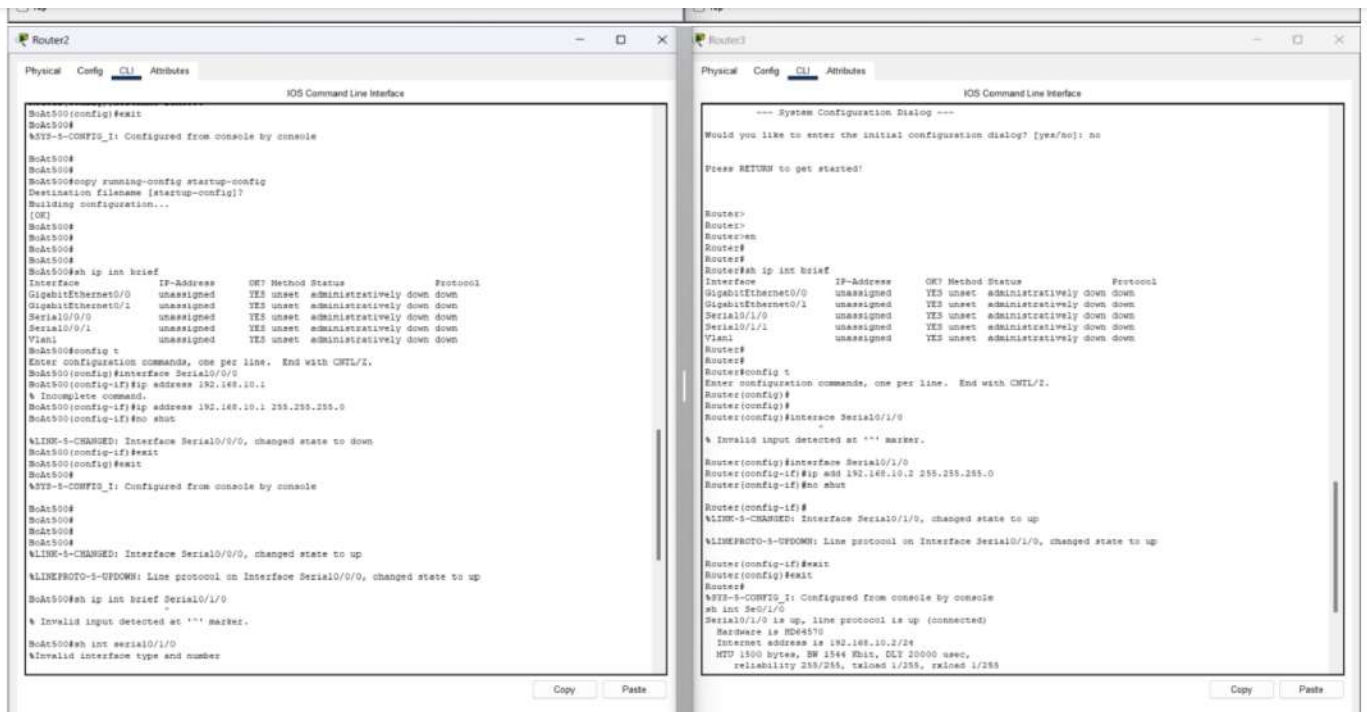 Top
Top
Router2
Physical Config CLI Attributes
IOS Command Line Interface
BoAt500(config)#exit
BoAt500#
%SYS-5-CONFIG_I: Configured from console by console
BoAt500#
BoAt500#
BoAt500#copy running-config startup-config
Destination filename [startup-config]?
Building configuration...
[OK]
BoAt500#
BoAt500#
BoAt500#
BoAt500#
BoAt500#sh ip int brief
Interface IP-Address OK? Method Status Protocol
GigabitEthernet0/0 unassigned YES unset administratively down down
GigabitEthernet0/1 unassigned YES unset administratively down down
Serial0/0/0 unassigned YES unset administratively down down
Serial0/0/1 unassigned YES unset administratively down down
Vlan1 unassigned YES unset administratively down down
BoAt500#config t
Enter configuration commands, one per line. End with CNTL/Z.
BoAt500(config)#interface Serial0/0/0
BoAt500(config-if)#ip address 192.168.10.1
% Incomplete command.
BoAt500(config-if)#ip address 192.168.10.1 255.255.255.0
BoAt500(config-if)#no shut
%LINK-5-CHANGED: Interface Serial0/0/0, changed state to down
BoAt500(config-if)#exit
BoAt500(config)#exit
BoAt500#
%SYS-5-CONFIG_I: Configured from console by console
BoAt500#
BoAt500#
BoAt500#
BoAt500#
%LINK-5-CHANGED: Interface Serial0/0/0, changed state to up
%LINEPROTO-5-UPDOWN: Line protocol on Interface Serial0/0/0, changed state to up
BoAt500#sh ip int brief Serial0/1/0
^
% Invalid input detected at '^' marker.
BoAt500#sh int serial0/1/0
%Invalid interface type and number
Copy Paste
Router3
Physical Config CLI Attributes
IOS Command Line Interface
--- System Configuration Dialog ---
Would you like to enter the initial configuration dialog? [yes/no]: no
Press RETURN to get started!
Router>
Router>
Router>en
Router#
Router#
Router#sh ip int brief
Interface IP-Address OK? Method Status Protocol
GigabitEthernet0/0 unassigned YES unset administratively down down
GigabitEthernet0/1 unassigned YES unset administratively down down
Serial0/1/0 unassigned YES unset administratively down down
Serial0/1/1 unassigned YES unset administratively down down
Vlan1 unassigned YES unset administratively down down
Router#
Router#
Router#config t
Enter configuration commands, one per line. End with CNTL/Z.
Router(config)#
Router(config)#
Router(config)#interace Serial0/1/0
^
% Invalid input detected at '^' marker.
Router(config)#interface Serial0/1/0
Router(config-if)#ip add 192.168.10.2 255.255.255.0
Router(config-if)#no shut
Router(config-if)#
%LINK-5-CHANGED: Interface Serial0/1/0, changed state to up
%LINEPROTO-5-UPDOWN: Line protocol on Interface Serial0/1/0, changed state to up
Router(config-if)#exit
Router(config)#exit
Router#
%SYS-5-CONFIG_I: Configured from console by console
sh int Se0/1/0
Serial0/1/0 is up, line protocol is up (connected)
Hardware is HD64570
Internet address is 192.168.10.2/24
MTU 1500 bytes, BW 1544 Kbit, DLY 20000 usec,
reliability 255/255, txload 1/255, rxload 1/255
Copy Paste